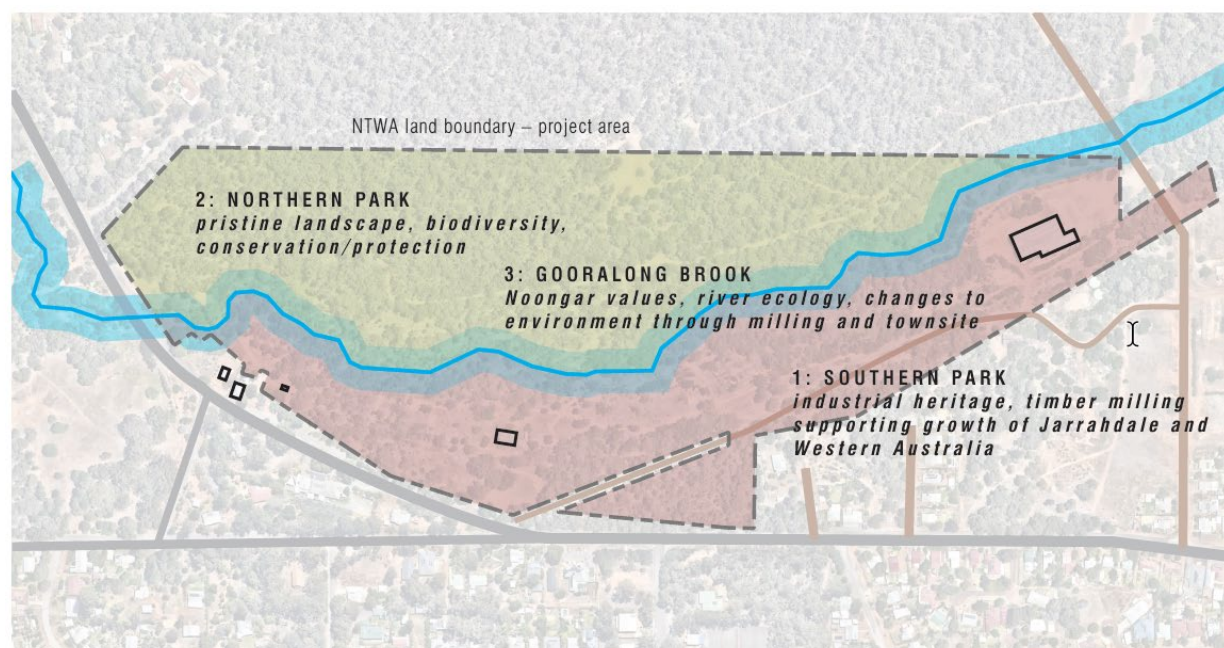 NTWA land boundary – project area
2: NORTHERN PARK
pristine landscape, biodiversity,
conservation/protection
3: GOORALONG BROOK
Noongar values, river ecology, changes to
environment through milling and townsite
1: SOUTHERN PARK
industrial heritage, timber milling
supporting growth of Jarrahdale and
Western Australia